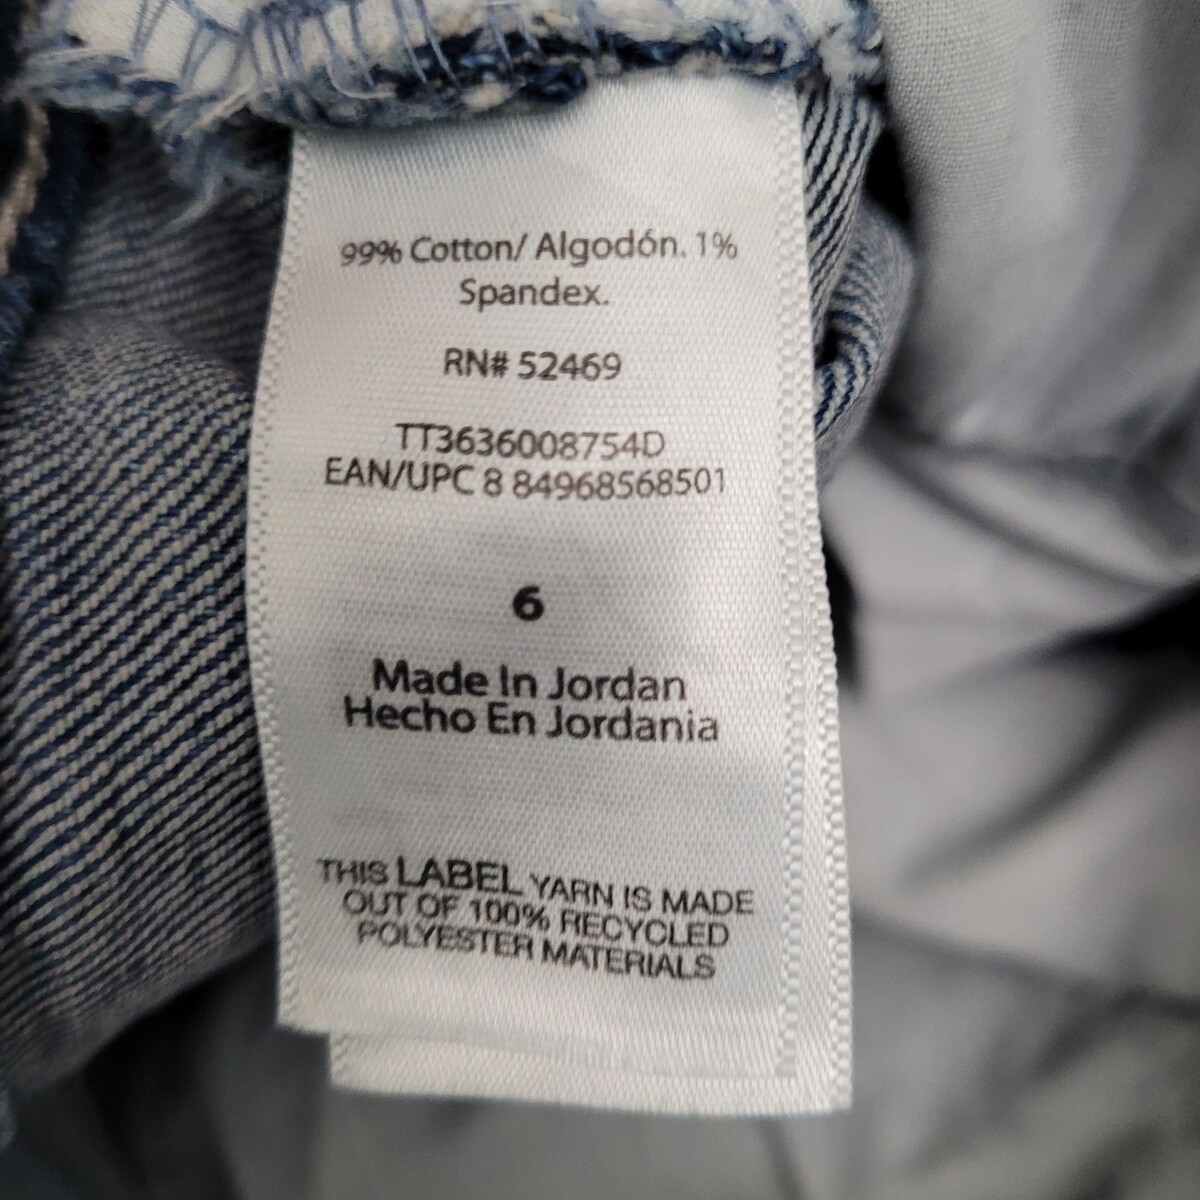 99% Cotton/ Algodón. 1%
Spandex.
RN# 52469
TT3636008754D
EAN/UPC 8 84968568501
6
Made In Jordan
Hecho En Jordania
THIS LABEL YARN IS MADE
OUT OF 100% RECYCLED
POLYESTER MATERIALS